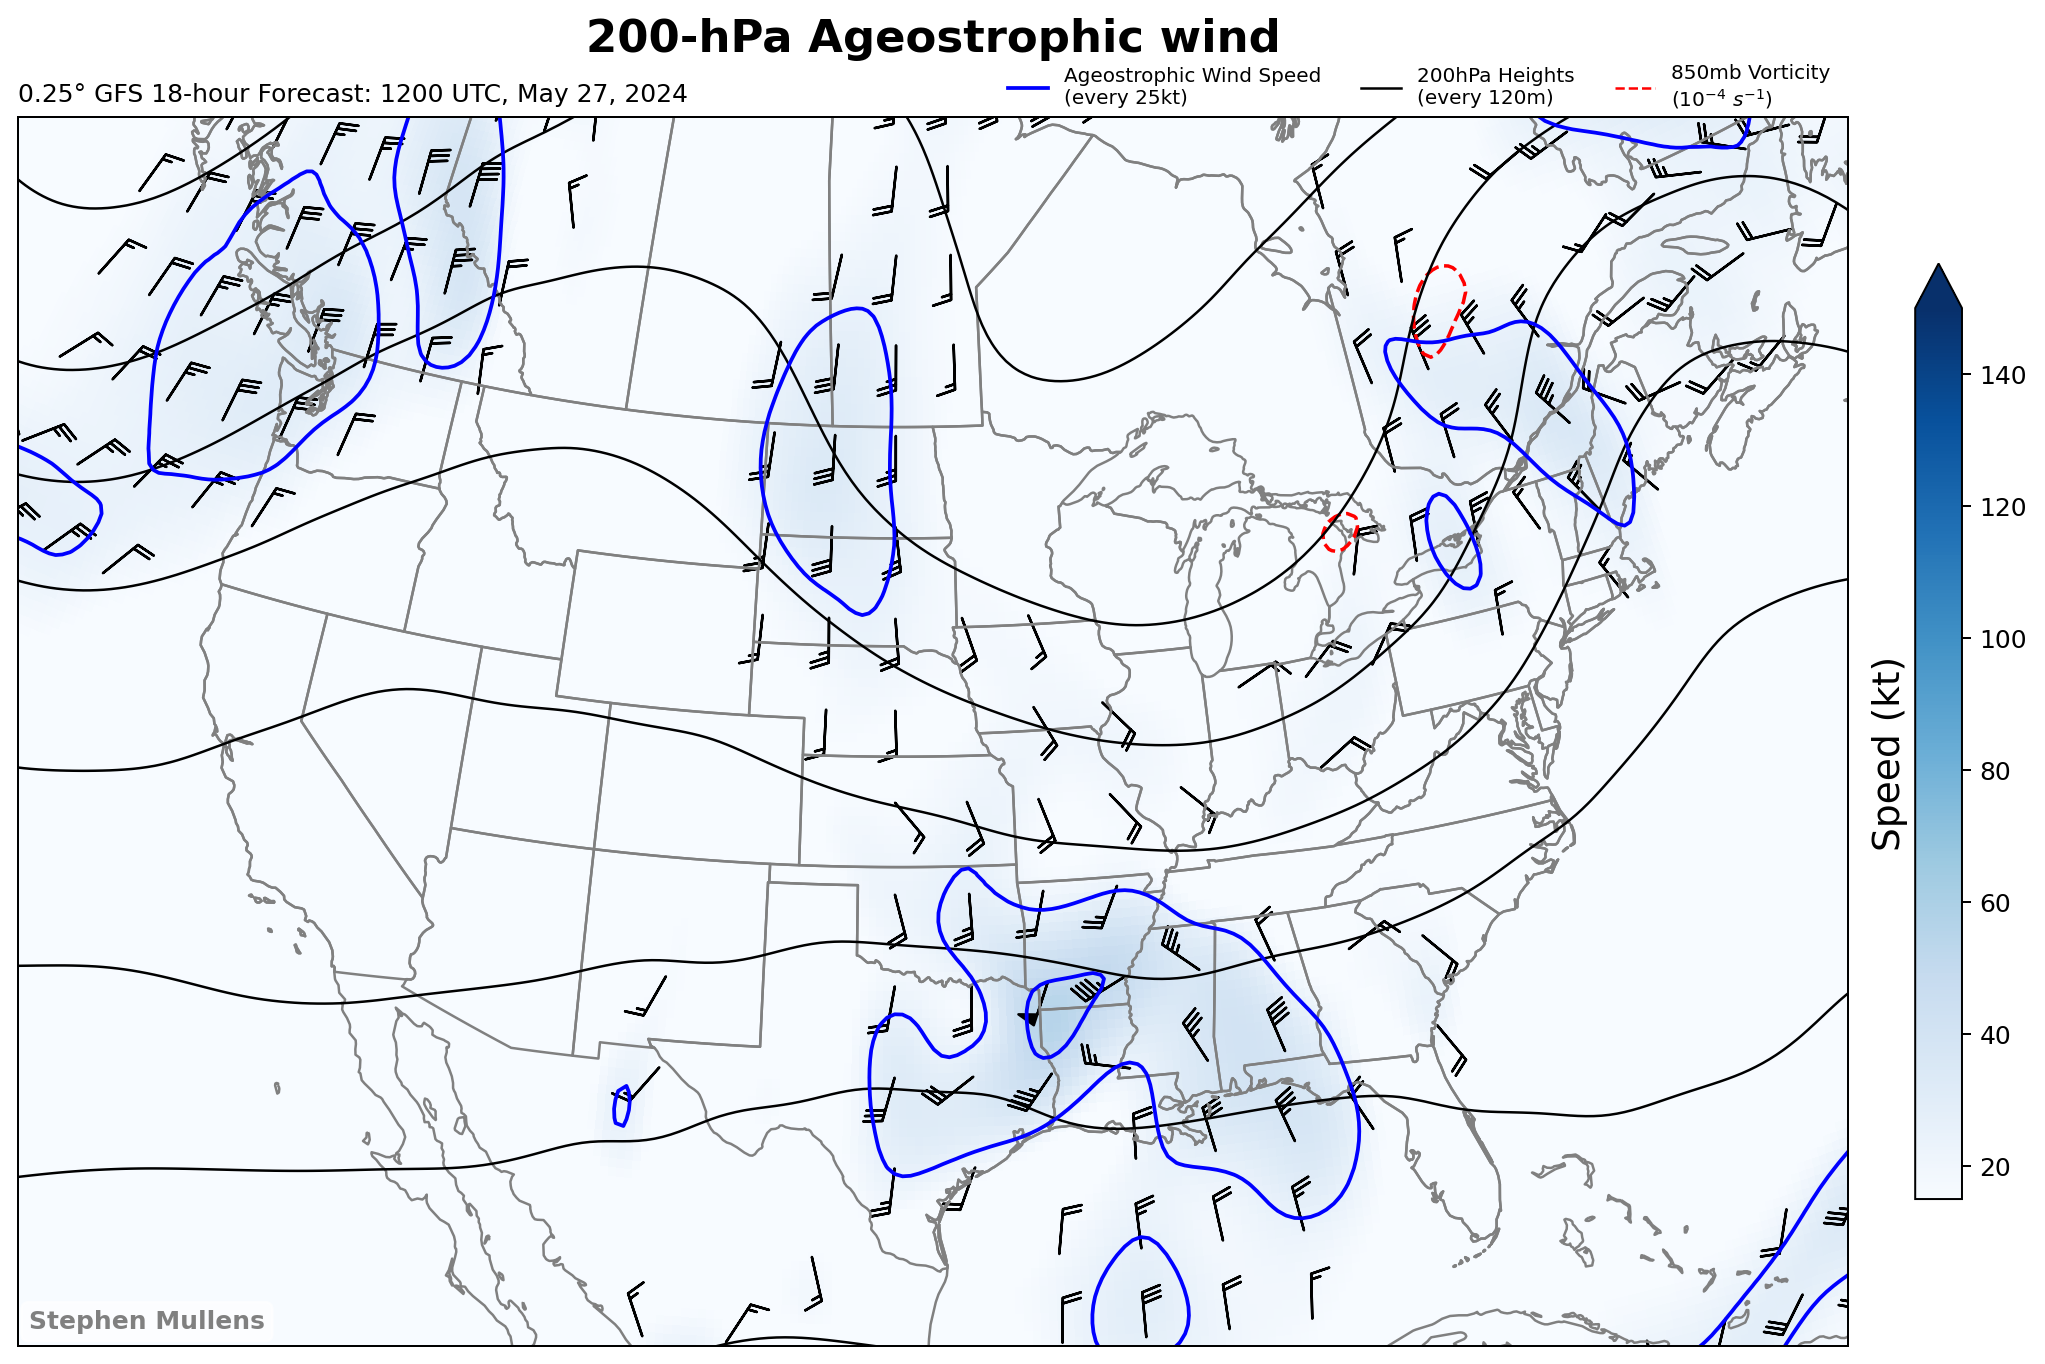 200-hPa Ageostrophic wind
0.25° GFS 18-hour Forecast: 1200 UTC, May 27, 2024
Ageostrophic Wind Speed
(every 25kt)
200hPa Heights
(every 120m)
850mb Vorticity
(10⁻⁴ s⁻¹)
140
120
100
80
60
40
20
Speed (kt)
Stephen Mullens